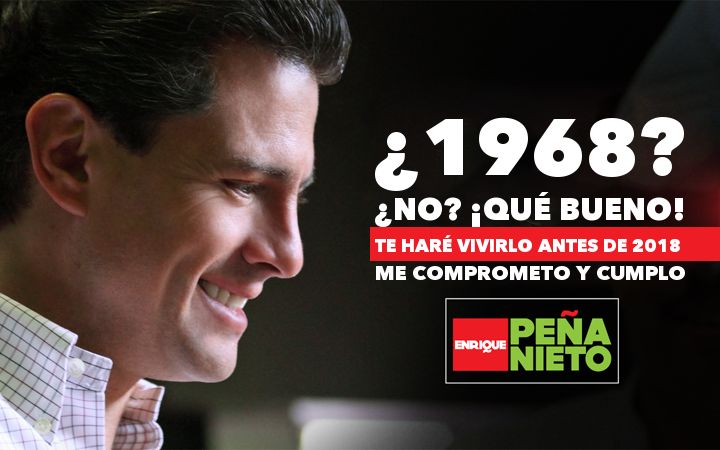 ¿1968?
¿NO? ¡QUÉ BUENO!
TE HARÉ VIVIRLO ANTES DE 2018
ME COMPROMETO Y CUMPLO
ENRIQUE
PEÑA
NIETO